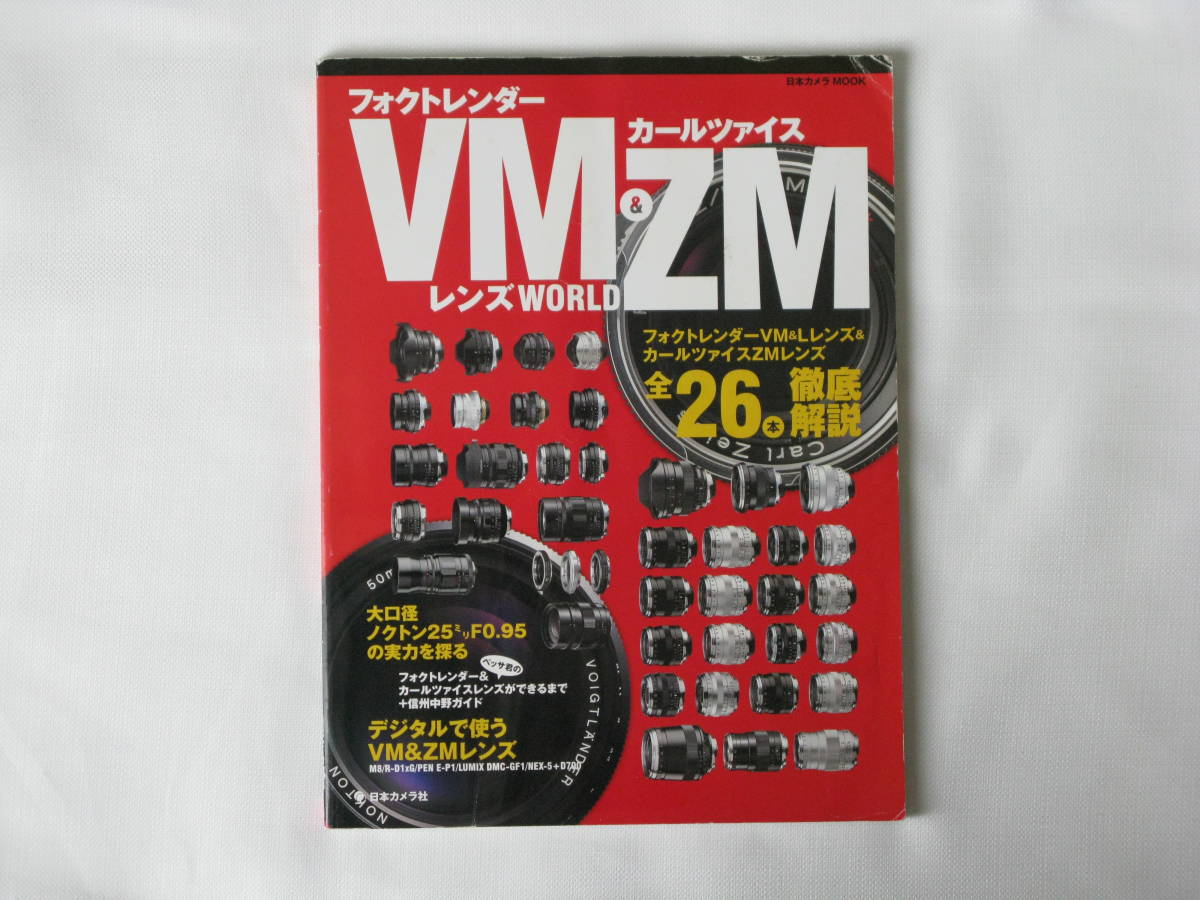 日本カメラ MOOK
フォクトレンダー
カールツァイス
VM&ZM
レンズWORLD
フォクトレンダーVM&Lレンズ&
カールツァイスZMレンズ
全26本徹底解説
Carl Zei
50m
大口径
ノクトン25ミリF0.95
の実力を探る
ベッサ君の
フォクトレンダー&
カールツァイスレンズができるまで
+信州中野ガイド
デジタルで使う
VM&ZMレンズ
M8/R-D1xG/PEN E-P1/LUMIX DMC-GF1/NEX-5+D700
日本カメラ社
VOIGTLÄNDER
NOKTON